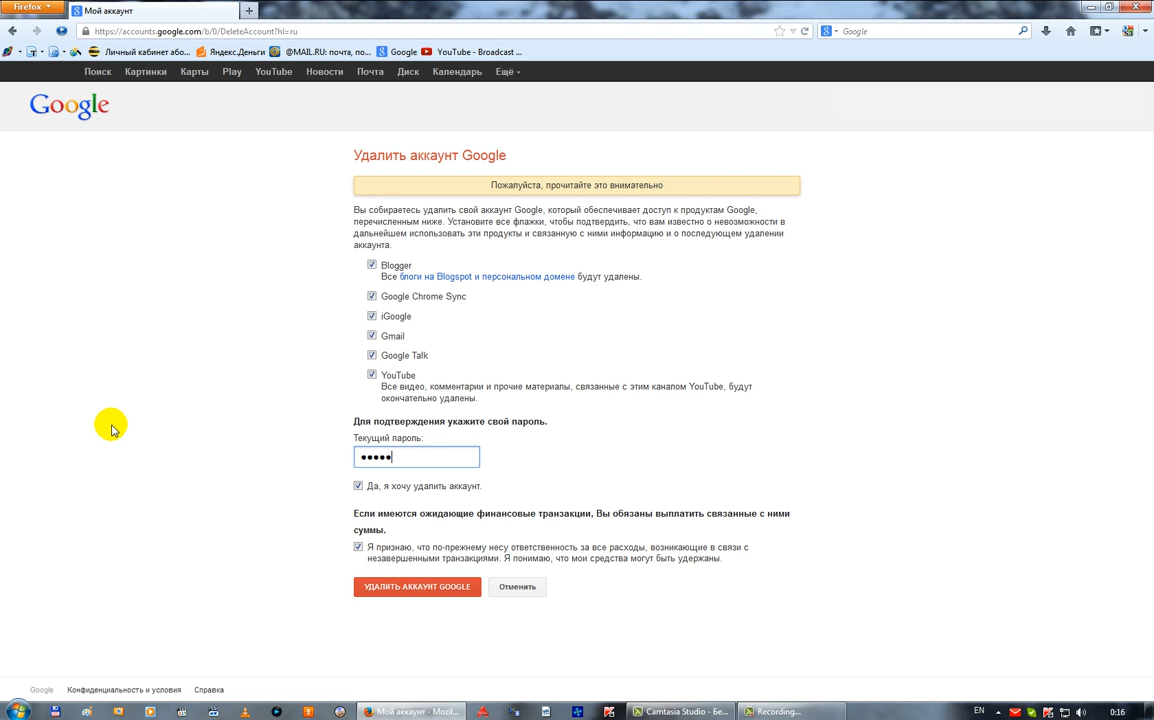 Firefox
Мой аккаунт
https://accounts.google.com/b/0/DeleteAccount?hl=ru
Google
Личный кабинет або...
Яндекс.Деньги
@MAIL.RU: почта, по...
Google
YouTube - Broadcast ...
Поиск Картинки Карты Play YouTube Новости Почта Диск Календарь Ещё
Google
Удалить аккаунт Google
Пожалуйста, прочитайте это внимательно
Вы собираетесь удалить свой аккаунт Google, который обеспечивает доступ к продуктам Google,
перечисленным ниже. Установите все флажки, чтобы подтвердить, что вам известно о невозможности в
дальнейшем использовать эти продукты и связанную с ними информацию и о последующем удалении
аккаунта.
Blogger
Все блоги на Blogspot и персональном домене будут удалены.
Google Chrome Sync
iGoogle
Gmail
Google Talk
YouTube
Все видео, комментарии и прочие материалы, связанные с этим каналом YouTube, будут
окончательно удалены.
Для подтверждения укажите свой пароль.
Текущий пароль:
Да, я хочу удалить аккаунт.
Если имеются ожидающие финансовые транзакции, Вы обязаны выплатить связанные с ними
суммы.
Я признаю, что по-прежнему несу ответственность за все расходы, возникающие в связи с
незавершенными транзакциями. Я понимаю, что мои средства могут быть удержаны.
УДАЛИТЬ АККАУНТ GOOGLE
Отменить
Google Конфиденциальность и условия Справка
Мой аккаунт - Mozil...
Camtasia Studio - Бе...
Recording...
EN
0:16